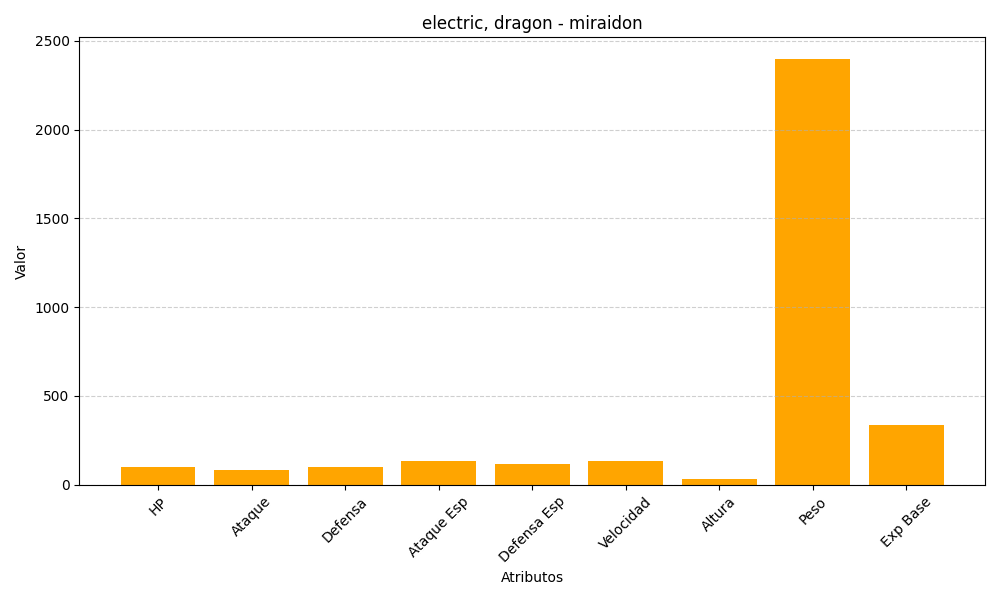 electric, dragon - miraidon
Valor
2500
2000
1500
1000
500
0
HP
Ataque
Defensa
Ataque Esp
Defensa Esp
Velocidad
Altura
Peso
Exp Base
Atributos